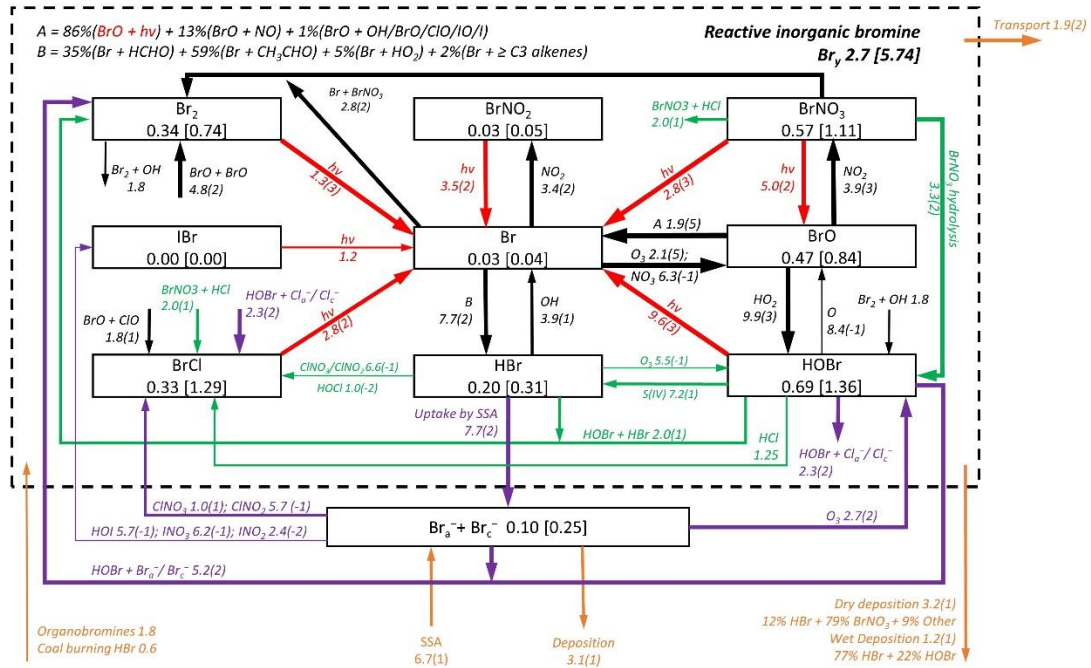 A = 86%(BrO + hv) + 13%(BrO + NO) + 1%(BrO + OH/BrO/ClO/IO/I)
B = 35%(Br + HCHO) + 59%(Br + CH₃CHO) + 5%(Br + HO₂) + 2%(Br + ≥ C3 alkenes)
Reactive inorganic bromine
Br_y 2.7 [5.74]
Transport 1.9(2)
Br₂
0.34 [0.74]
Br + BrNO₃
2.8(2)
BrNO₂
0.03 [0.05]
BrNO3 + HCl
2.0(1)
BrNO₃
0.57 [1.11]
BrNO₃ hydrolysis
3.3(2)
Br₂ + OH
1.8
BrO + BrO
4.8(2)
hv
1.3(3)
hv
3.5(2)
NO₂
3.4(2)
hv
2.8(3)
hv
5.0(2)
NO₂
3.9(3)
IBr
0.00 [0.00]
hv
1.2
Br
0.03 [0.04]
A 1.9(5)
O₃ 2.1(5);
NO₃ 6.3(-1)
BrO
0.47 [0.84]
BrO + ClO
1.8(1)
BrNO3 + HCl
2.0(1)
HOBr + Clₐ⁻/ Cl_c⁻
2.3(2)
hv
2.8(2)
B
7.7(2)
OH
3.9(1)
hv
9.6(3)
HO₂
9.9(3)
O
8.4(-1)
Br₂ + OH 1.8
BrCl
0.33 [1.29]
ClNO₃/ClNO₂ 6.6(-1)
HOCl 1.0(-2)
HBr
0.20 [0.31]
O₃ 5.5(-1)
S(IV) 7.2(1)
HOBr
0.69 [1.36]
Uptake by SSA
7.7(2)
HOBr + HBr 2.0(1)
HCl
1.25
HOBr + Clₐ⁻/ Cl_c⁻
2.3(2)
ClNO₃ 1.0(1); ClNO₂ 5.7 (-1)
HOI 5.7(-1); INO₃ 6.2(-1); INO₂ 2.4(-2)
Brₐ⁻+ Br_c⁻ 0.10 [0.25]
O₃ 2.7(2)
HOBr + Brₐ⁻/ Br_c⁻ 5.2(2)
Organobromines 1.8
Coal burning HBr 0.6
SSA
6.7(1)
Deposition
3.1(1)
Dry deposition 3.2(1)
12% HBr + 79% BrNO₃ + 9% Other
Wet Deposition 1.2(1)
77% HBr + 22% HOBr